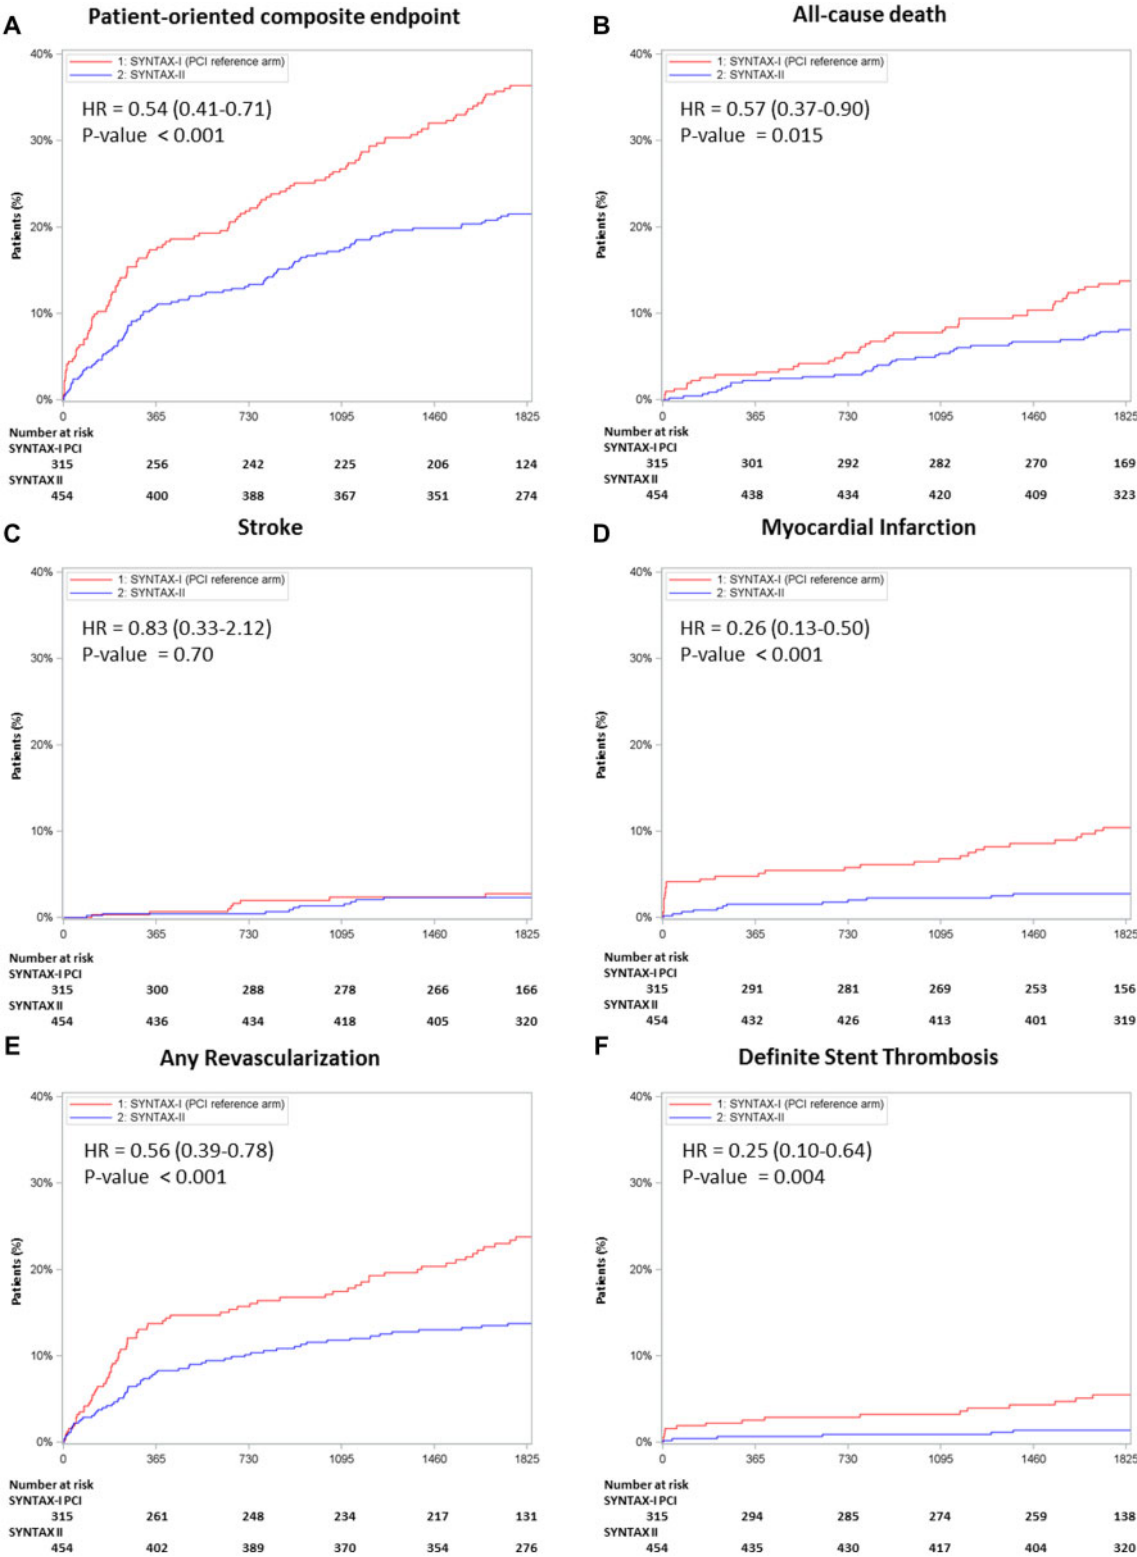 A
Patient-oriented composite endpoint
40%
30%
20%
10%
0%
Patients (%)
1: SYNTAX-I (PCI reference arm)
2: SYNTAX-II
HR = 0.54 (0.41-0.71)
P-value < 0.001
0 365 730 1095 1460 1825
Number at risk
SYNTAX-I PCI
315 256 242 225 206 124
SYNTAX II
454 400 388 367 351 274
B
All-cause death
40%
30%
20%
10%
0%
Patients (%)
1: SYNTAX-I (PCI reference arm)
2: SYNTAX-II
HR = 0.57 (0.37-0.90)
P-value = 0.015
0 365 730 1095 1460 1825
Number at risk
SYNTAX-I PCI
315 301 292 282 270 169
SYNTAX II
454 438 434 420 409 323
C
Stroke
40%
30%
20%
10%
0%
Patients (%)
1: SYNTAX-I (PCI reference arm)
2: SYNTAX-II
HR = 0.83 (0.33-2.12)
P-value = 0.70
0 365 730 1095 1460 1825
Number at risk
SYNTAX-I PCI
315 300 288 278 266 166
SYNTAX II
454 436 434 418 405 320
D
Myocardial Infarction
40%
30%
20%
10%
0%
Patients (%)
1: SYNTAX-I (PCI reference arm)
2: SYNTAX-II
HR = 0.26 (0.13-0.50)
P-value < 0.001
0 365 730 1095 1460 1825
Number at risk
SYNTAX-I PCI
315 291 281 269 253 156
SYNTAX II
454 432 426 413 401 319
E
Any Revascularization
40%
30%
20%
10%
0%
Patients (%)
1: SYNTAX-I (PCI reference arm)
2: SYNTAX-II
HR = 0.56 (0.39-0.78)
P-value < 0.001
0 365 730 1095 1460 1825
Number at risk
SYNTAX-I PCI
315 261 248 234 217 131
SYNTAX II
454 402 389 370 354 276
F
Definite Stent Thrombosis
40%
30%
20%
10%
0%
Patients (%)
1: SYNTAX-I (PCI reference arm)
2: SYNTAX-II
HR = 0.25 (0.10-0.64)
P-value = 0.004
0 365 730 1095 1460 1825
Number at risk
SYNTAX-I PCI
315 294 285 274 259 138
SYNTAX II
454 435 430 417 404 320